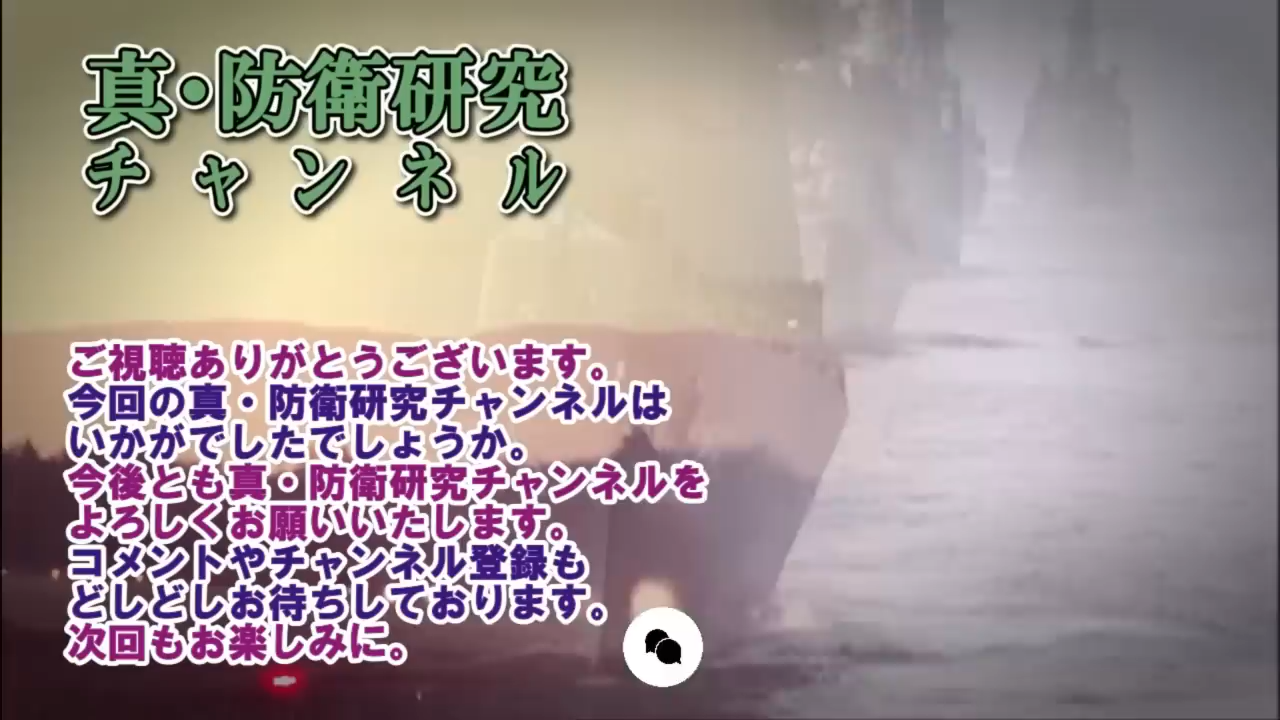 真・防衛研究
チャンネル
ご視聴ありがとうございます。
今回の真・防衛研究チャンネルは
いかがでしたでしょうか。
今後とも真・防衛研究チャンネルを
よろしくお願いいたします。
コメントやチャンネル登録も
どしどしお待ちしております。
次回もお楽しみに。